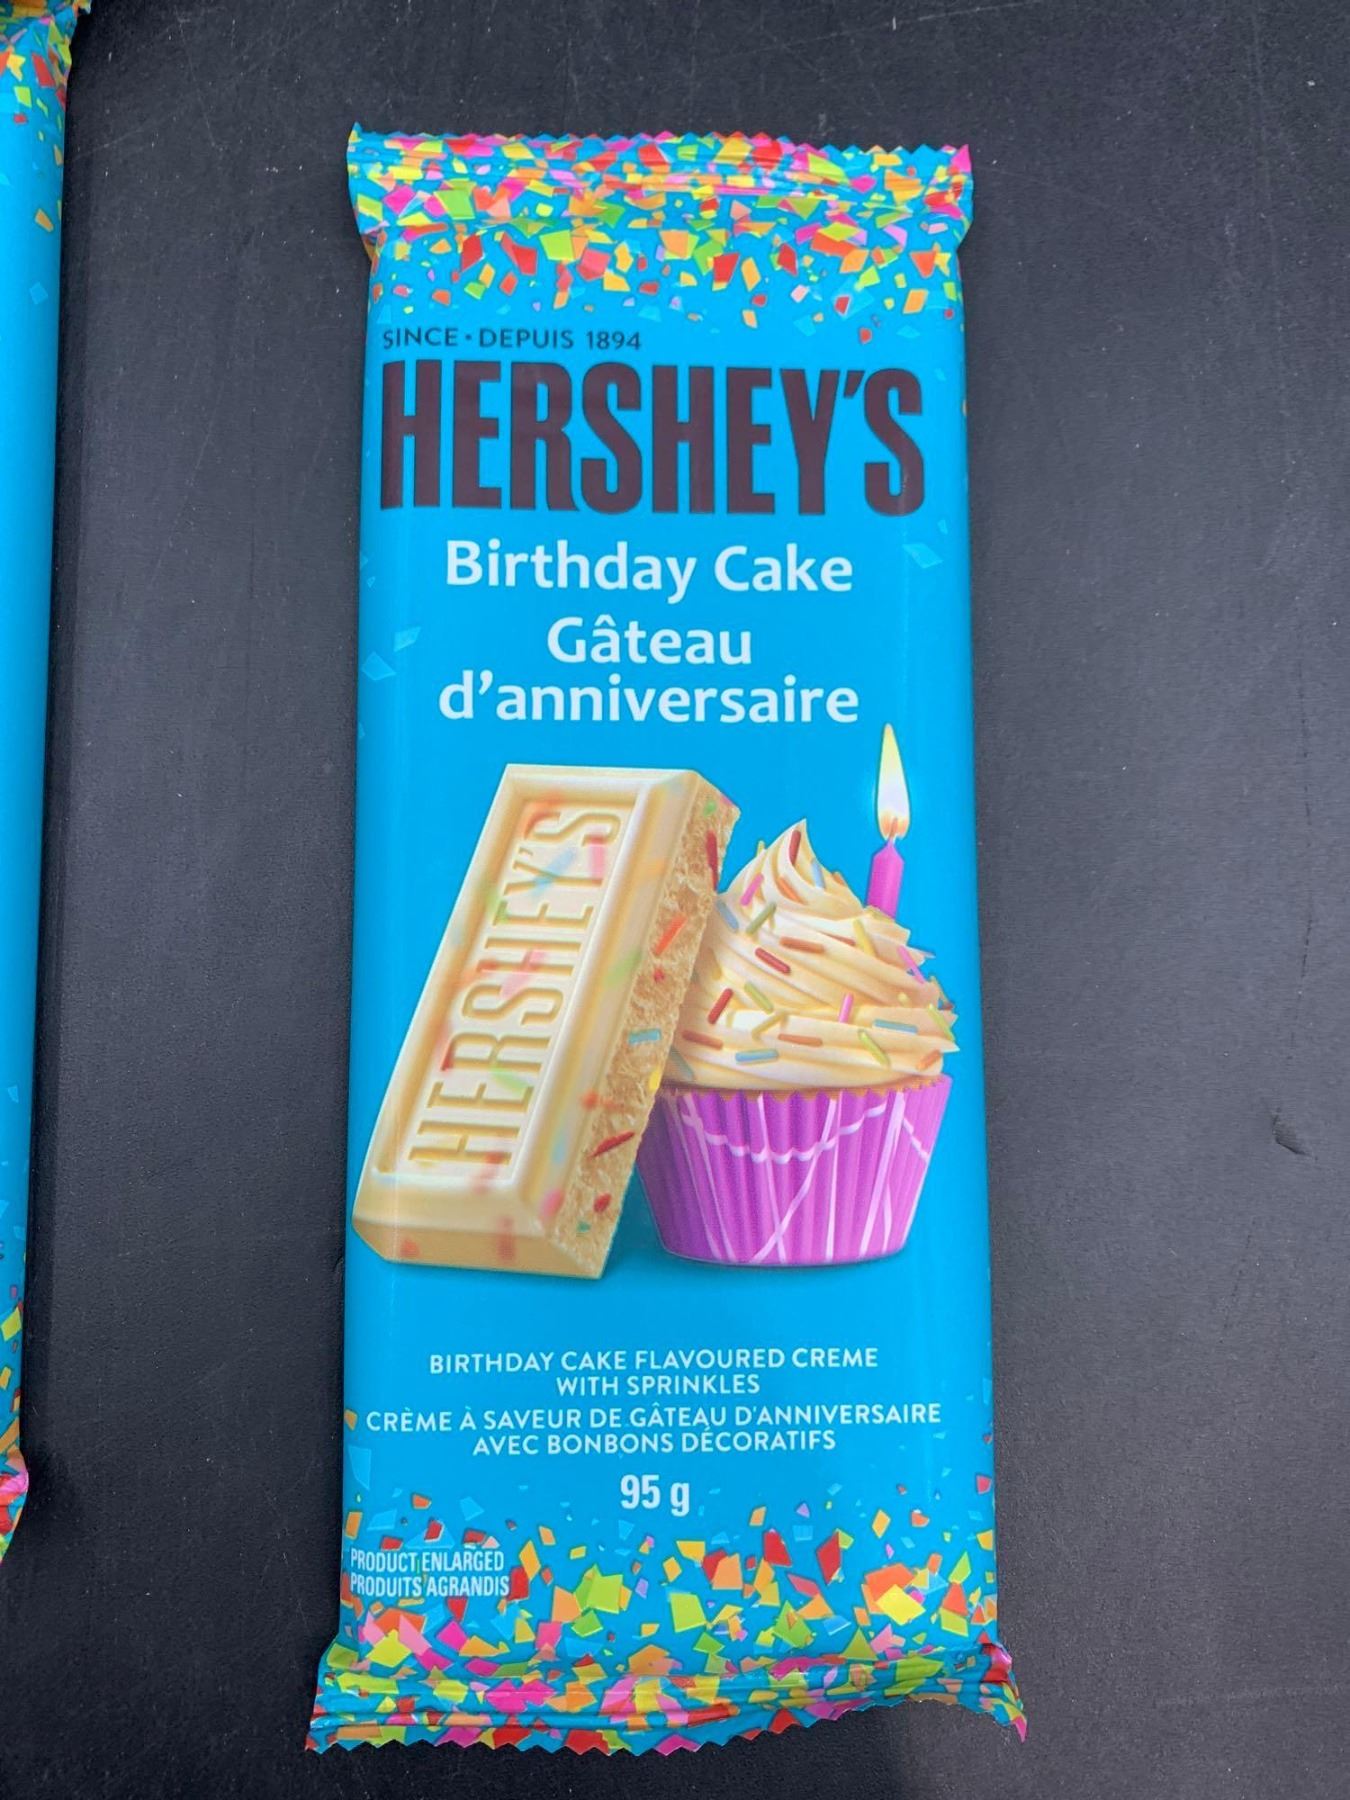 SINCE • DEPUIS 1894
HERSHEY'S
Birthday Cake
Gâteau
d'anniversaire
HERSHEY'S
BIRTHDAY CAKE FLAVOURED CREME
WITH SPRINKLES
CRÈME À SAVEUR DE GÂTEAU D'ANNIVERSAIRE
AVEC BONBONS DÉCORATIFS
95 g
PRODUCT ENLARGED
PRODUITS AGRANDIS